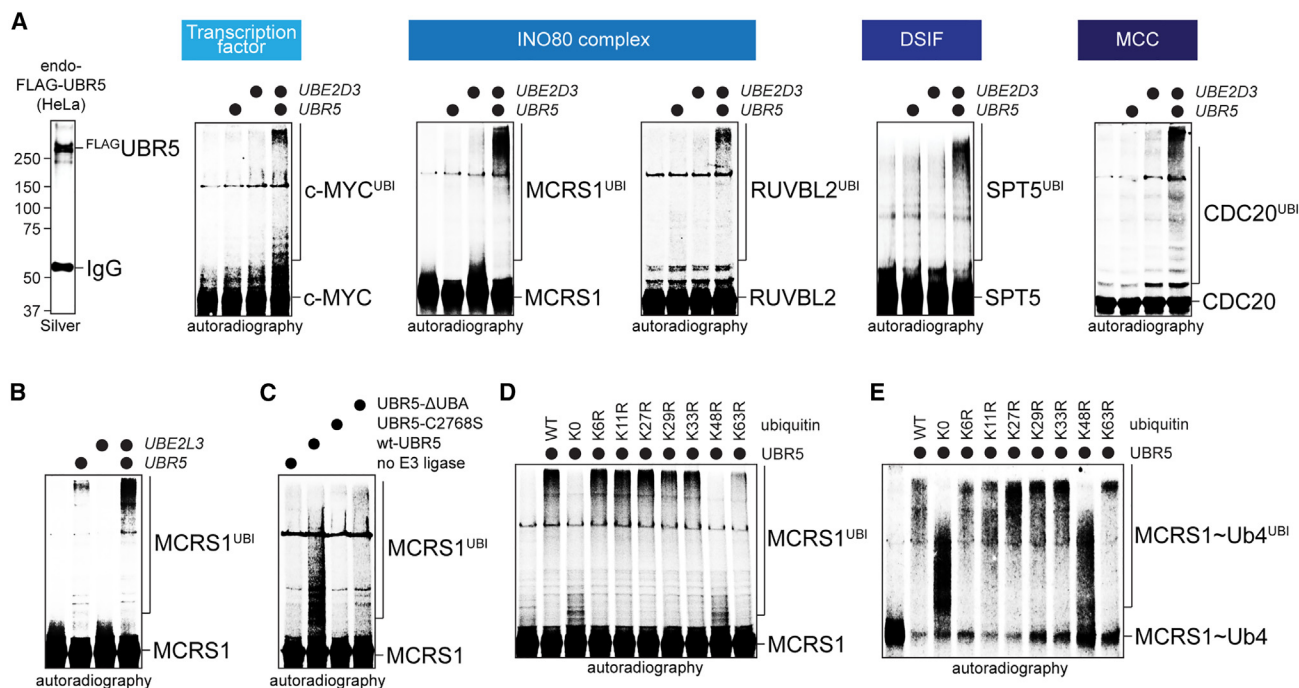 A
Transcription
factor
INO80 complex
DSIF
MCC
endo-
FLAG-UBR5
(HeLa)
FLAGUBR5
250
150
100
75
IgG
50
37
Silver
UBE2D3
UBR5
c-MYCUBI
c-MYC
autoradiography
UBE2D3
UBR5
MCRS1UBI
MCRS1
autoradiography
UBE2D3
UBR5
RUVBL2UBI
RUVBL2
autoradiography
UBE2D3
UBR5
SPT5UBI
SPT5
autoradiography
UBE2D3
UBR5
CDC20UBI
CDC20
autoradiography
B
UBE2L3
UBR5
MCRS1UBI
MCRS1
autoradiography
C
UBR5-ΔUBA
UBR5-C2768S
wt-UBR5
no E3 ligase
MCRS1UBI
MCRS1
autoradiography
D
WT K0 K6R K11R K27R K29R K33R K48R K63R ubiquitin
UBR5
MCRS1UBI
MCRS1
autoradiography
E
WT K0 K6R K11R K27R K29R K33R K48R K63R ubiquitin
UBR5
MCRS1~Ub4UBI
MCRS1~Ub4
autoradiography